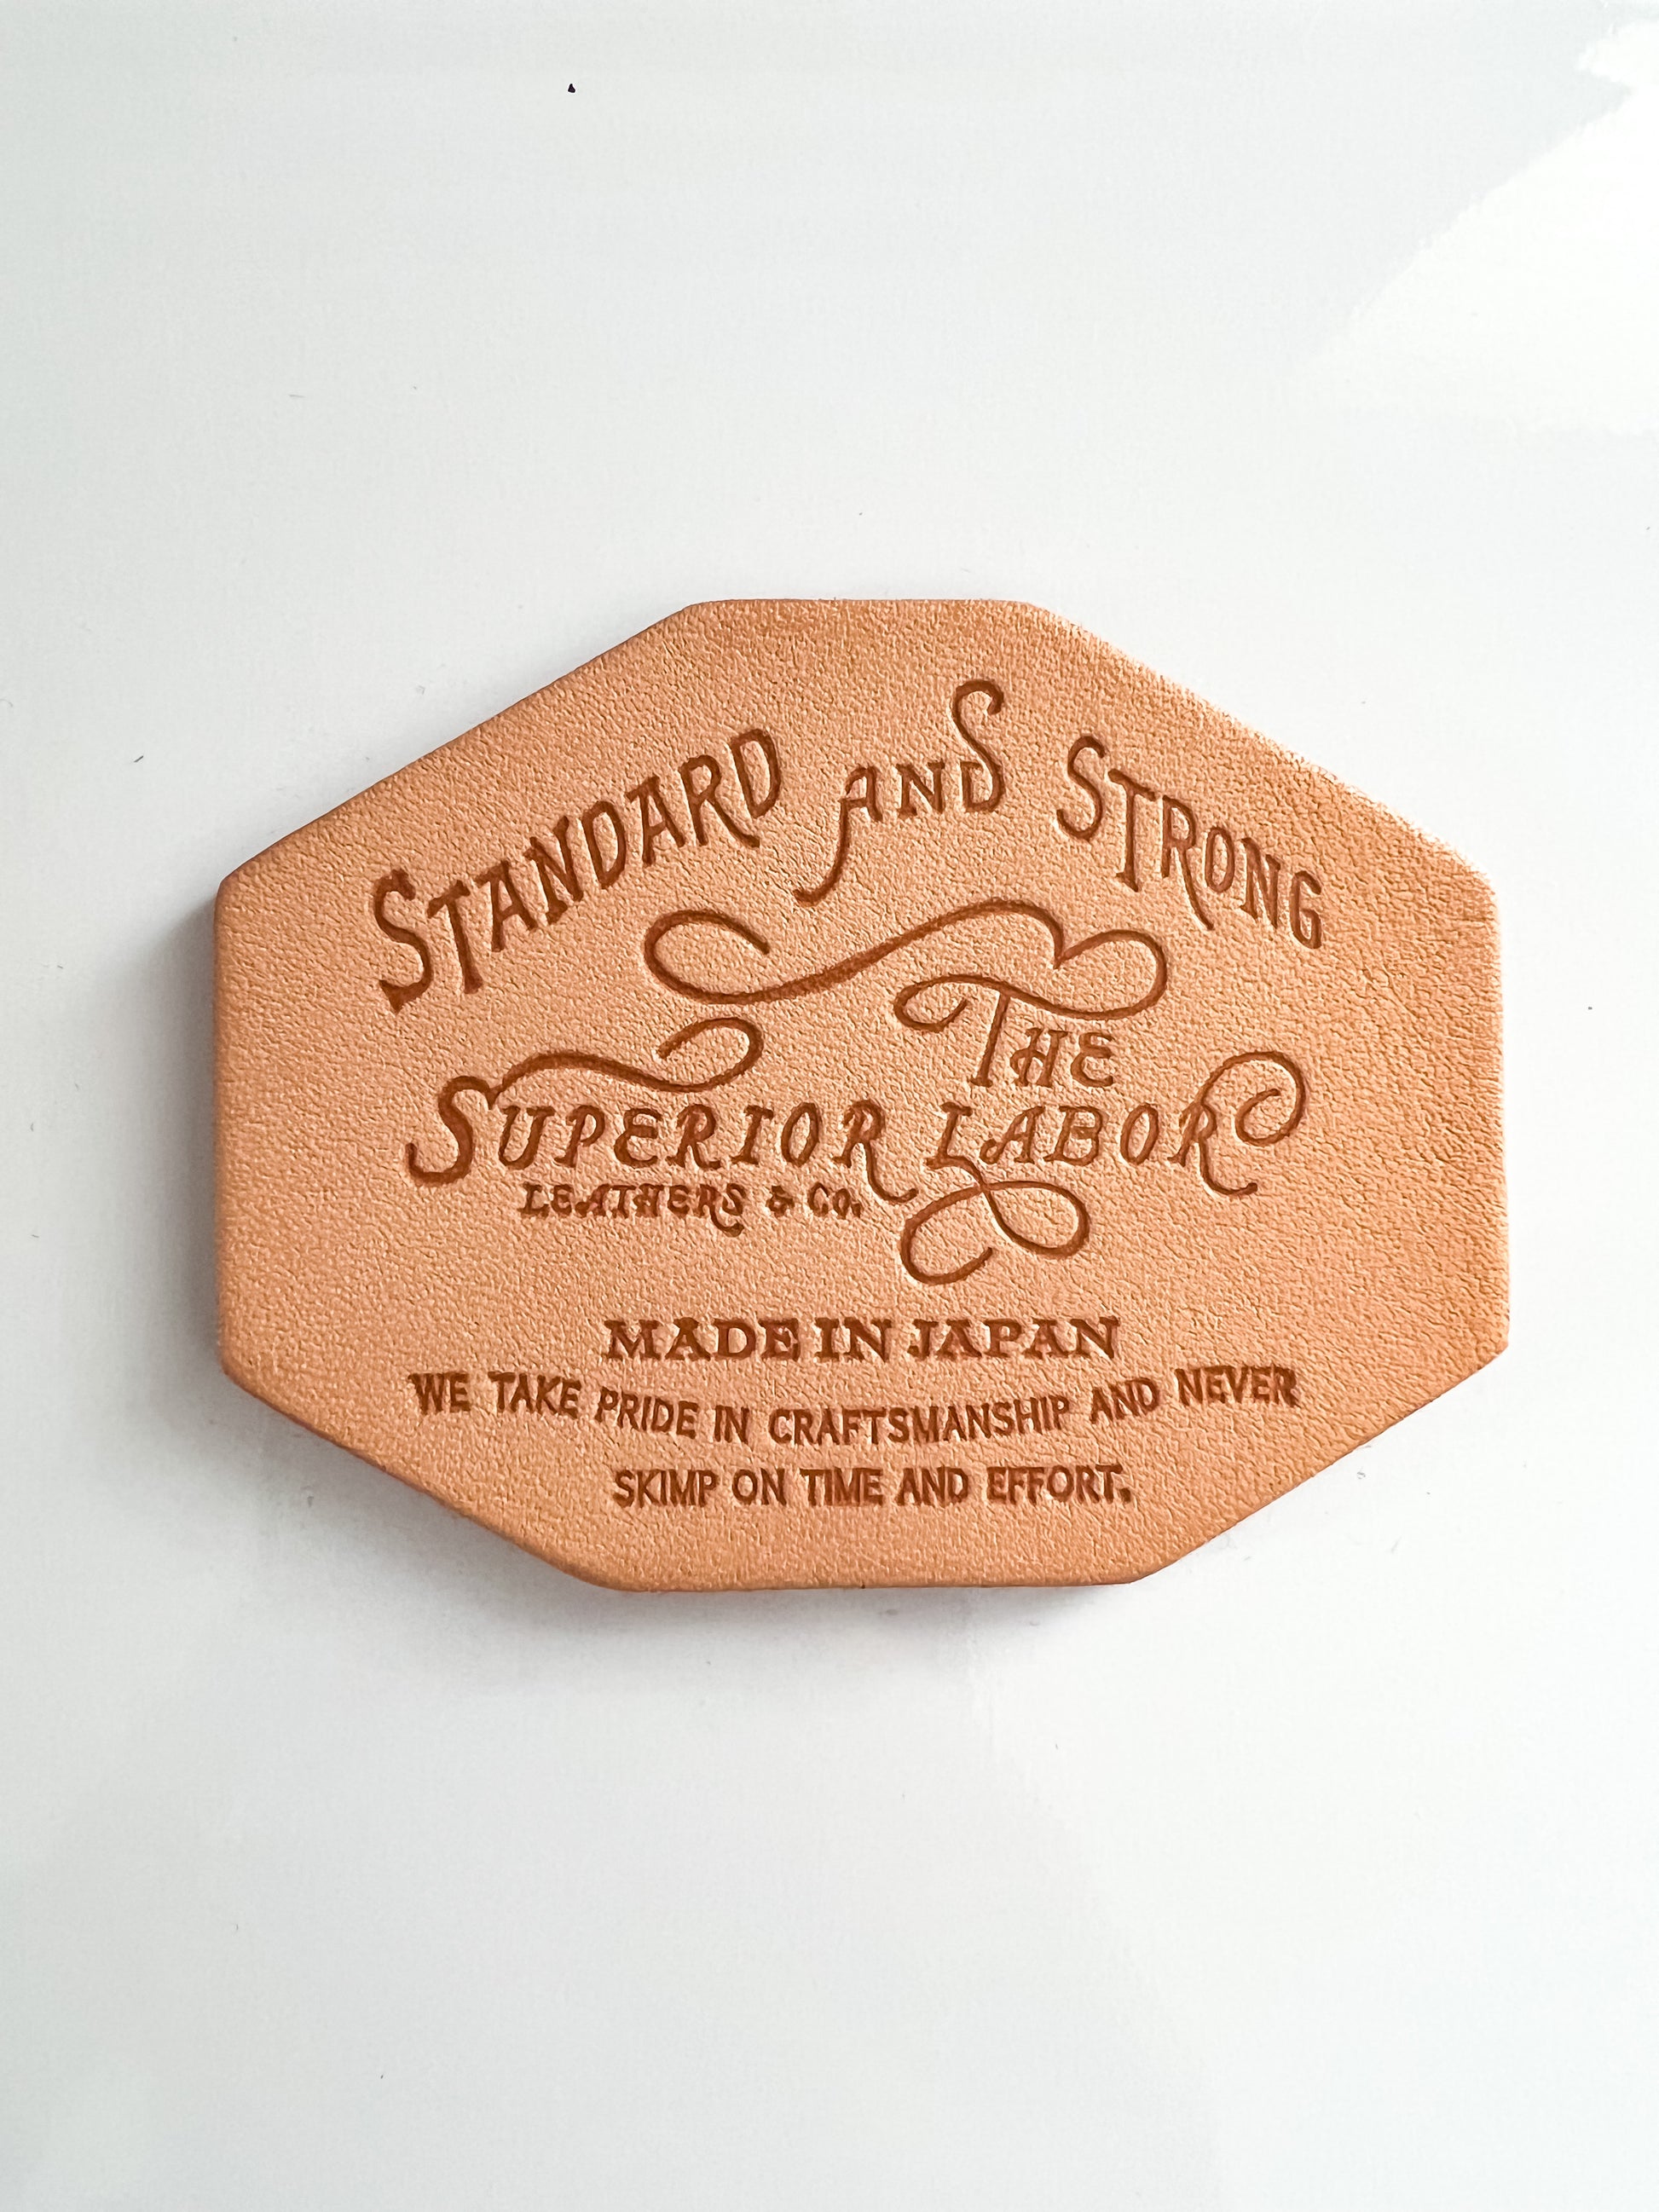 STANDARD AND STRONG
THE
SUPERIOR LABOR
LEATHERS & CO.
MADE IN JAPAN
WE TAKE PRIDE IN CRAFTSMANSHIP AND NEVER
SKIMP ON TIME AND EFFORT.